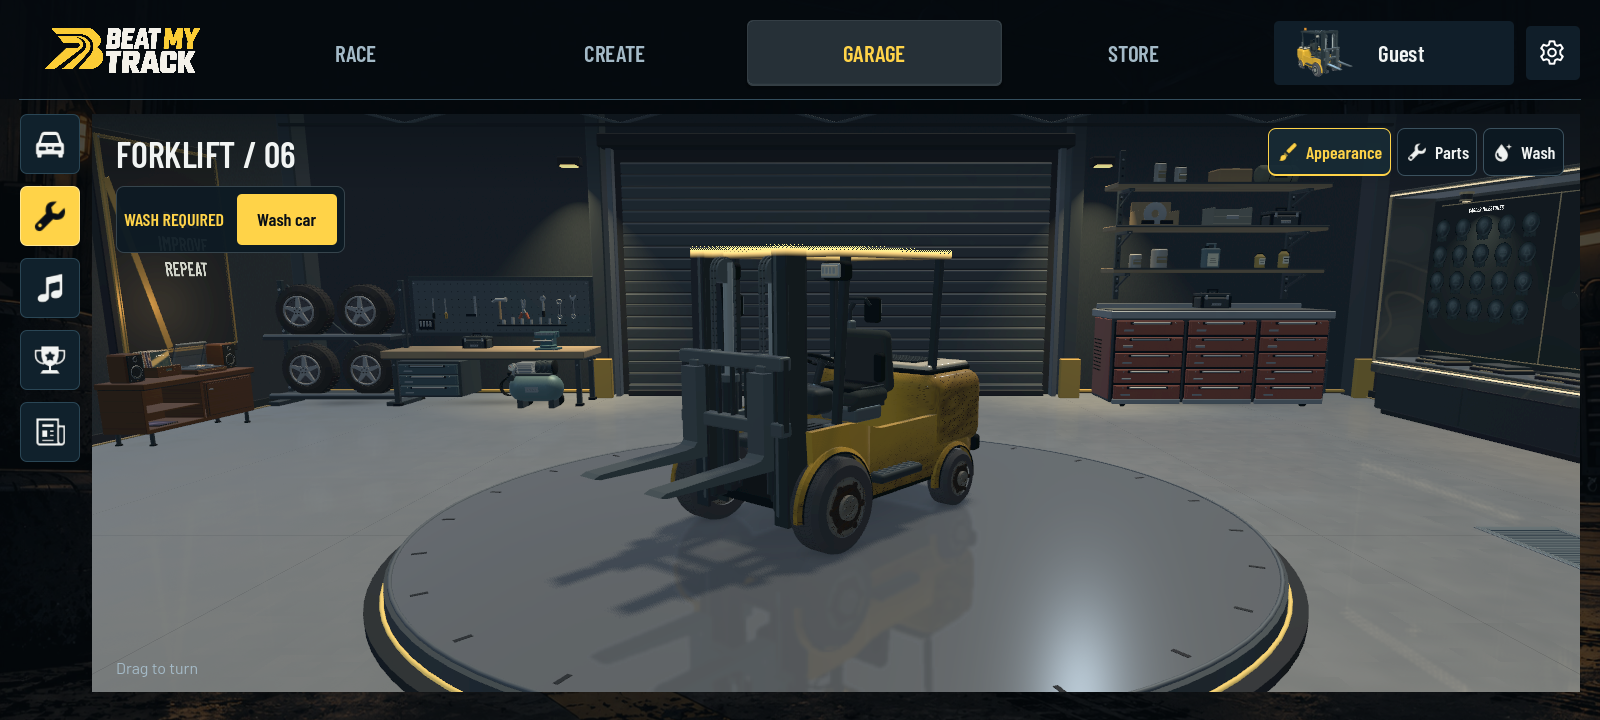 BEAT MY
TRACK
RACE
CREATE
GARAGE
STORE
Guest
FORKLIFT / 06
Appearance
Parts
Wash
WASH REQUIRED
Wash car
IMPROVE
REPEAT
Drag to turn